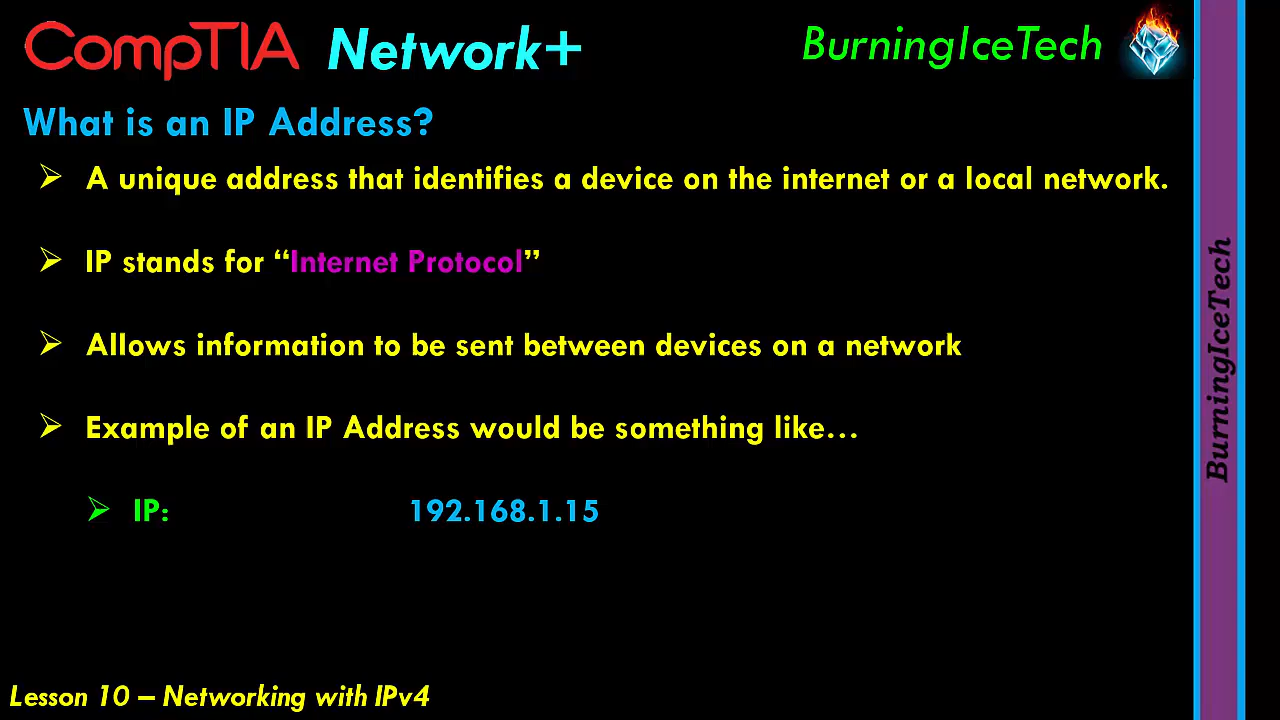 CompTIA Network+
BurningIceTech
What is an IP Address?
➢ A unique address that identifies a device on the internet or a local network.
➢ IP stands for “Internet Protocol”
➢ Allows information to be sent between devices on a network
➢ Example of an IP Address would be something like…
➢ IP: 192.168.1.15
Lesson 10 – Networking with IPv4
BurningIceTech